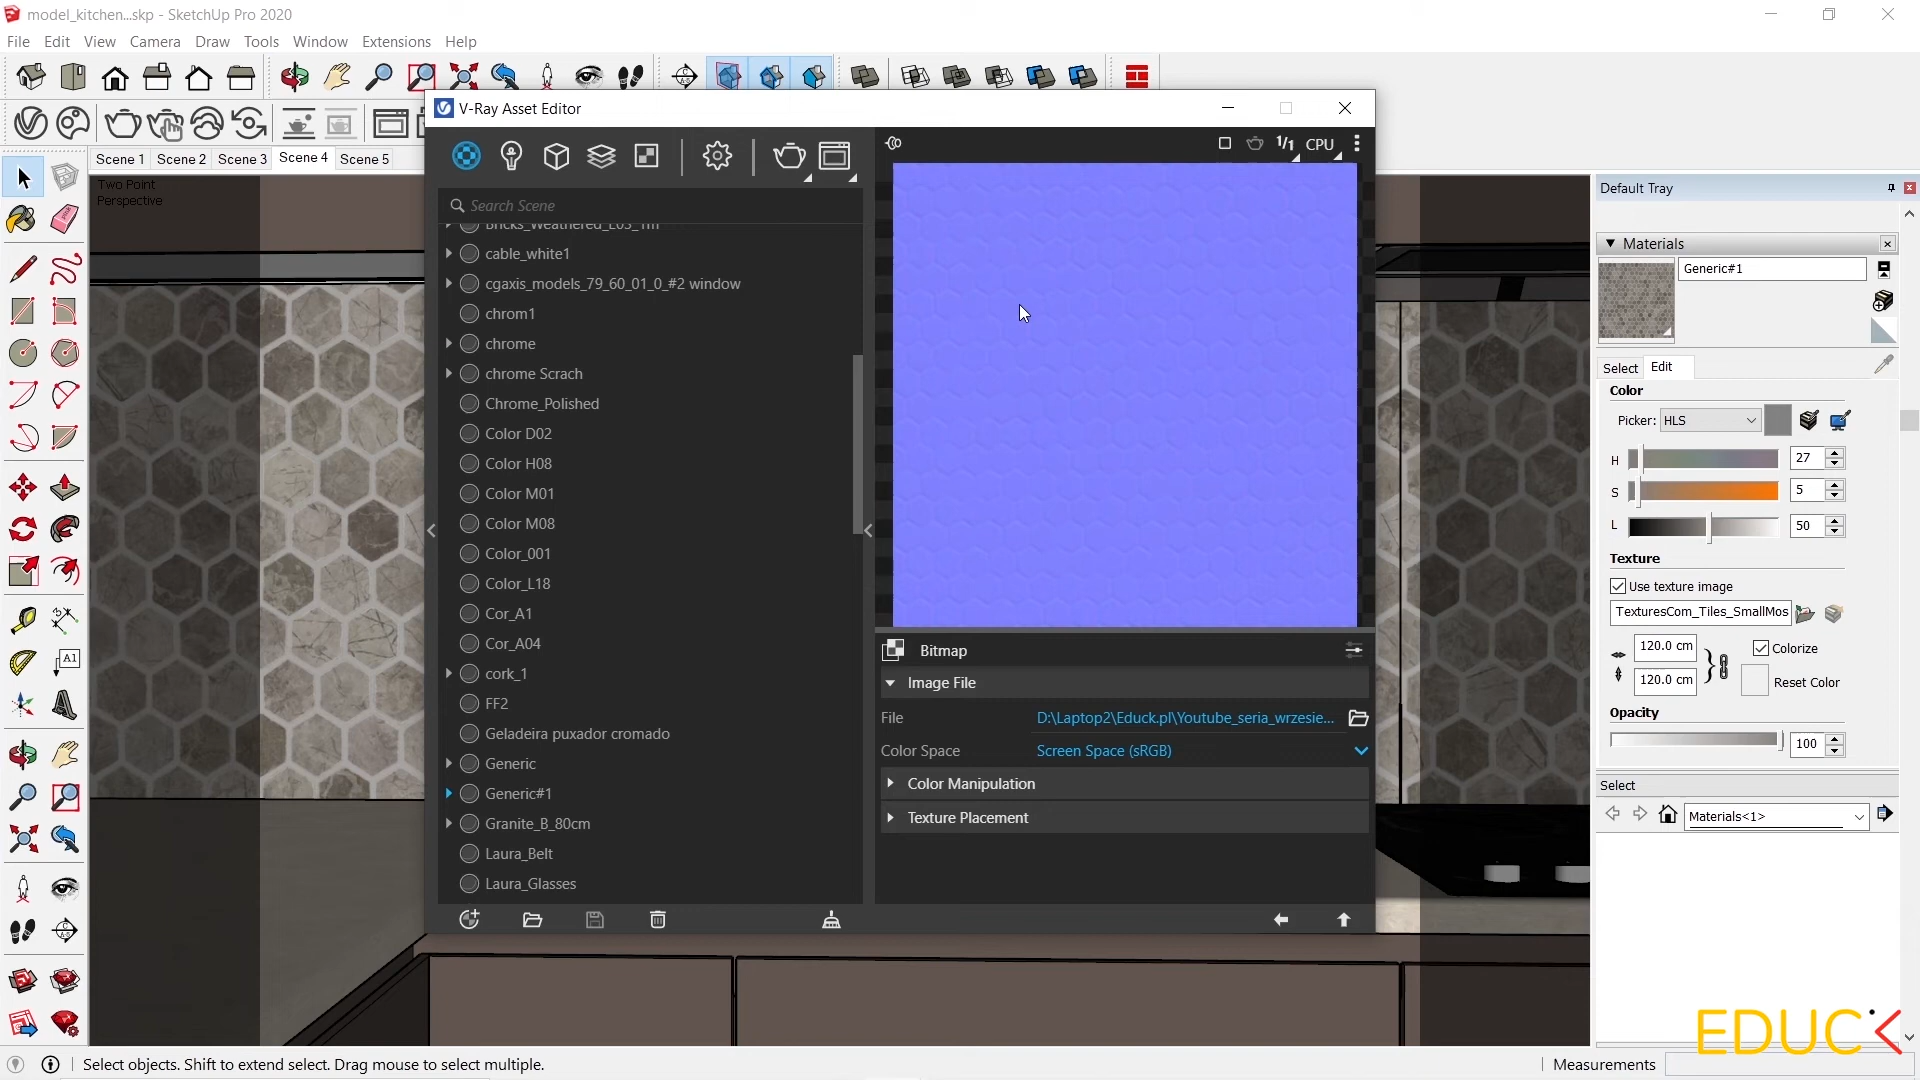 model_kitchen...skp - SketchUp Pro 2020
File Edit View Camera Draw Tools Window Extensions Help
V-Ray Asset Editor
Scene 1 Scene 2 Scene 3 Scene 4 Scene 5
Two Point
Perspective
1/1 CPU
Search Scene
Bricks_Weathered_E03_1m
cable_white1
cgaxis_models_79_60_01_0_#2 window
chrom1
chrome
chrome Scrach
Chrome_Polished
Color D02
Color H08
Color M01
Color M08
Color_001
Color_L18
Cor_A1
Cor_A04
cork_1
FF2
Geladeira puxador cromado
Generic
Generic#1
Granite_B_80cm
Laura_Belt
Laura_Glasses
Bitmap
Image File
File D:\Laptop2\Educk.pl\Youtube_seria_wrzesie...
Color Space Screen Space (sRGB)
Color Manipulation
Texture Placement
Default Tray
Materials
Generic#1
Select Edit
Color
Picker: HLS
H 27
S 5
L 50
Texture
Use texture image
TexturesCom_Tiles_SmallMos
120.0 cm
Colorize
120.0 cm
Reset Color
Opacity
100
Select
Materials<1>
A1
EDUCK
Select objects. Shift to extend select. Drag mouse to select multiple.
Measurements